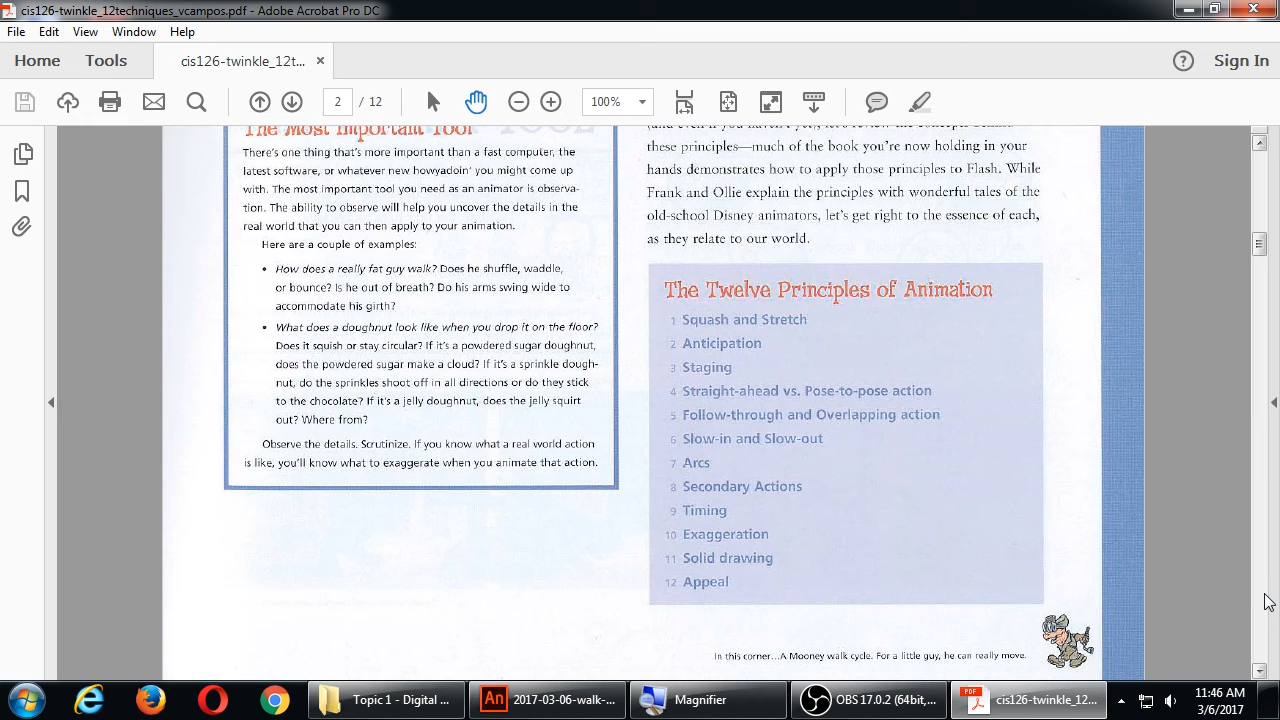 cis126-twinkle_12techniques_vcampos.pdf - Adobe Acrobat Pro DC
File Edit View Window Help
Home Tools cis126-twinkle_12t... × ? Sign In
2 / 12 100%
The Most Important Tool
There's one thing that's more important than a fast computer, the
latest software, or whatever new hoo-yadoin' you might come up
with. The most important tool you need as an animator is observa-
tion. The ability to observe will help you uncover the details in the
real world that you can then apply to your animation.
Here are a couple of examples:
• How does a really fat guy walk? Does he shuffle, waddle,
or bounce? Is he out of breath? Do his arms swing wide to
accommodate his girth?
• What does a doughnut look like when you drop it on the floor?
Does it squish or stay circular? If it's a powdered sugar doughnut,
does the powdered sugar make a cloud? If it's a sprinkle dough-
nut, do the sprinkles shoot off in all directions or do they stick
to the chocolate? If it's a jelly doughnut, does the jelly squirt
out? Where from?
Observe the details. Scrutinize. If you know what a real world action
is like, you'll know what to exaggerate when you animate that action.
these principles—much of the book you're now holding in your
hands demonstrates how to apply those principles to Flash. While
Frank and Ollie explain the principles with wonderful tales of the
old-school Disney animators, let's get right to the essence of each,
as they relate to our world.
The Twelve Principles of Animation
1 Squash and Stretch
2 Anticipation
3 Staging
4 Straight-ahead vs. Pose-to-pose action
5 Follow-through and Overlapping action
6 Slow-in and Slow-out
7 Arcs
8 Secondary Actions
9 Timing
10 Exaggeration
11 Solid drawing
12 Appeal
In this corner... A Mooney walk cycle. For a little guy, he can really move.
Topic 1 - Digital ... An 2017-03-06-walk-... Magnifier OBS 17.0.2 (64bit,... PDF cis126-twinkle_12... 11:46 AM
3/6/2017